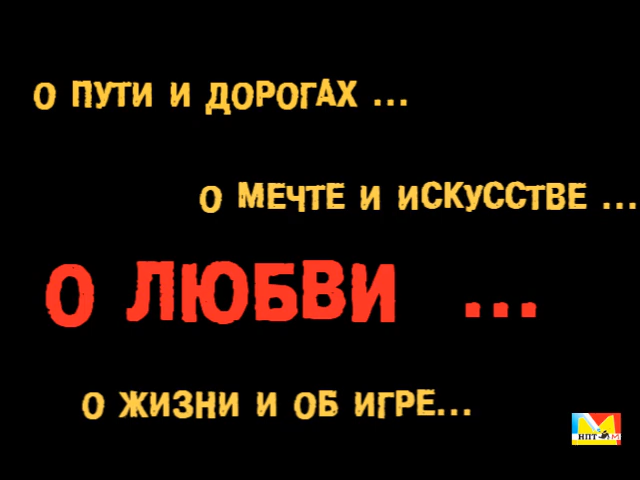 О ПУТИ И ДОРОГАХ ...
О МЕЧТЕ И ИСКУССТВЕ ...
О ЛЮБВИ ...
О ЖИЗНИ И ОБ ИГРЕ...
НПТ